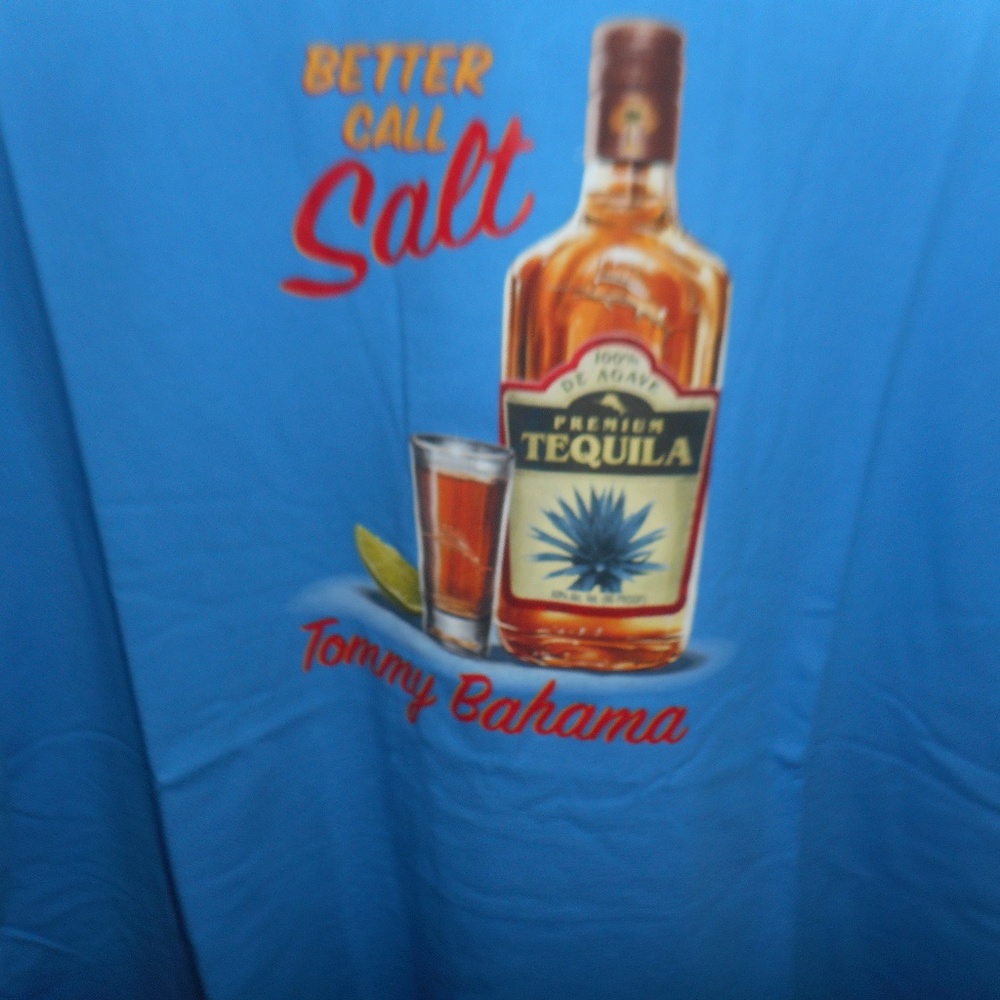 BETTER
CALL
Salt
100%
DE AGAVE
PREMIUM
TEQUILA
Tommy Bahama